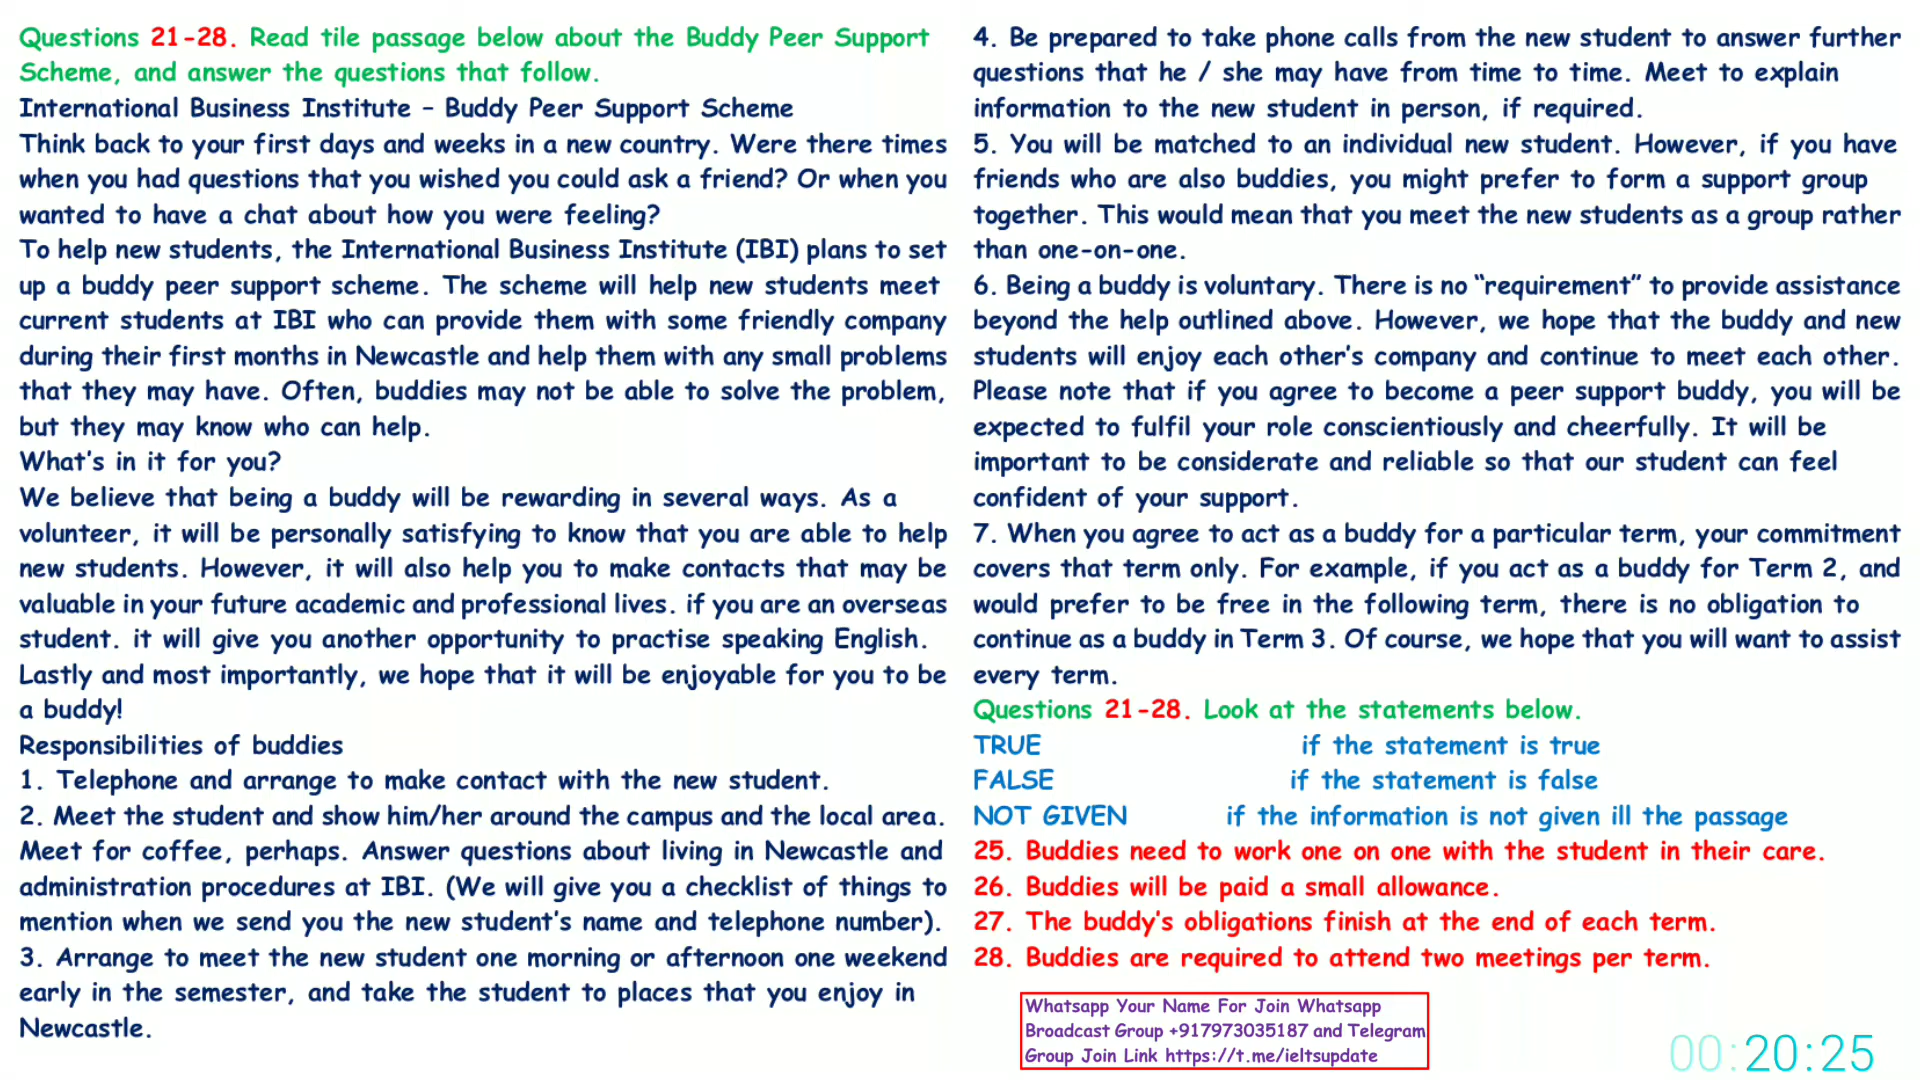 Questions 21-28. Read tile passage below about the Buddy Peer Support
Scheme, and answer the questions that follow.
International Business Institute – Buddy Peer Support Scheme
Think back to your first days and weeks in a new country. Were there times
when you had questions that you wished you could ask a friend? Or when you
wanted to have a chat about how you were feeling?
To help new students, the International Business Institute (IBI) plans to set
up a buddy peer support scheme. The scheme will help new students meet
current students at IBI who can provide them with some friendly company
during their first months in Newcastle and help them with any small problems
that they may have. Often, buddies may not be able to solve the problem,
but they may know who can help.
What's in it for you?
We believe that being a buddy will be rewarding in several ways. As a
volunteer, it will be personally satisfying to know that you are able to help
new students. However, it will also help you to make contacts that may be
valuable in your future academic and professional lives. if you are an overseas
student. it will give you another opportunity to practise speaking English.
Lastly and most importantly, we hope that it will be enjoyable for you to be
a buddy!
Responsibilities of buddies
1. Telephone and arrange to make contact with the new student.
2. Meet the student and show him/her around the campus and the local area.
Meet for coffee, perhaps. Answer questions about living in Newcastle and
administration procedures at IBI. (We will give you a checklist of things to
mention when we send you the new student's name and telephone number).
3. Arrange to meet the new student one morning or afternoon one weekend
early in the semester, and take the student to places that you enjoy in
Newcastle.
4. Be prepared to take phone calls from the new student to answer further
questions that he / she may have from time to time. Meet to explain
information to the new student in person, if required.
5. You will be matched to an individual new student. However, if you have
friends who are also buddies, you might prefer to form a support group
together. This would mean that you meet the new students as a group rather
than one-on-one.
6. Being a buddy is voluntary. There is no “requirement” to provide assistance
beyond the help outlined above. However, we hope that the buddy and new
students will enjoy each other's company and continue to meet each other.
Please note that if you agree to become a peer support buddy, you will be
expected to fulfil your role conscientiously and cheerfully. It will be
important to be considerate and reliable so that our student can feel
confident of your support.
7. When you agree to act as a buddy for a particular term, your commitment
covers that term only. For example, if you act as a buddy for Term 2, and
would prefer to be free in the following term, there is no obligation to
continue as a buddy in Term 3. Of course, we hope that you will want to assist
every term.
Questions 21-28. Look at the statements below.
TRUE if the statement is true
FALSE if the statement is false
NOT GIVEN if the information is not given ill the passage
25. Buddies need to work one on one with the student in their care.
26. Buddies will be paid a small allowance.
27. The buddy's obligations finish at the end of each term.
28. Buddies are required to attend two meetings per term.
Whatsapp Your Name For Join Whatsapp
Broadcast Group +917973035187 and Telegram
Group Join Link https://t.me/ieltsupdate
00:20:25